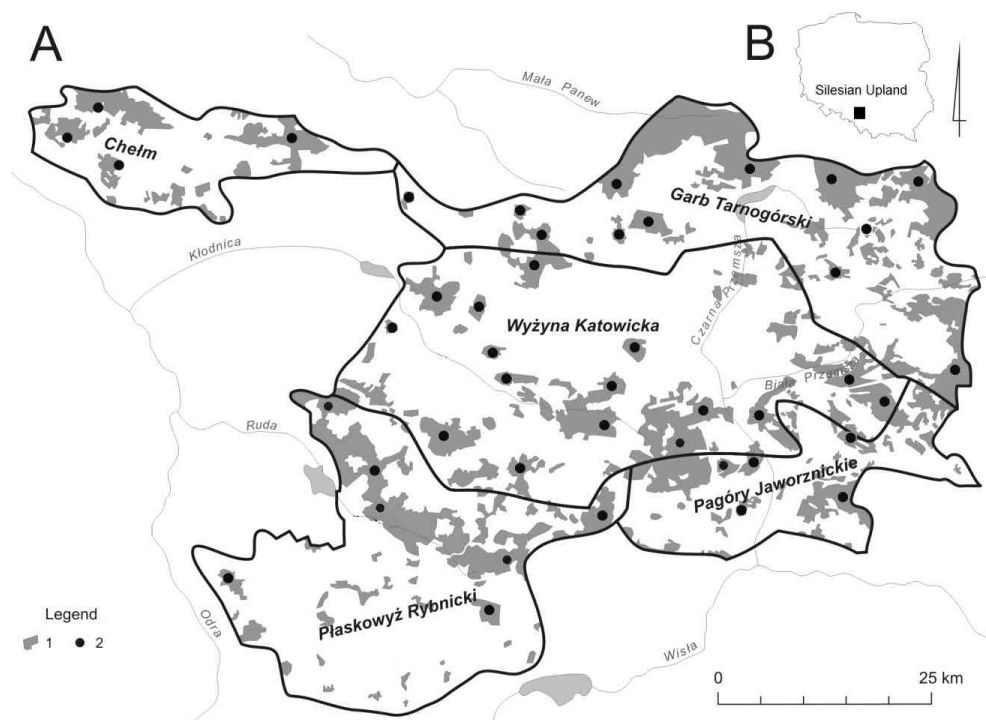 A
B
Silesian Upland
Mała Panew
Chełm
Garb Tarnogórski
Kłodnica
Czarna Przemsza
Wyżyna Katowicka
Biała Przemsza
Ruda
Pagóry Jaworznickie
Płaskowyż Rybnicki
Odra
Wisła
Legend
1 2
0 25 km